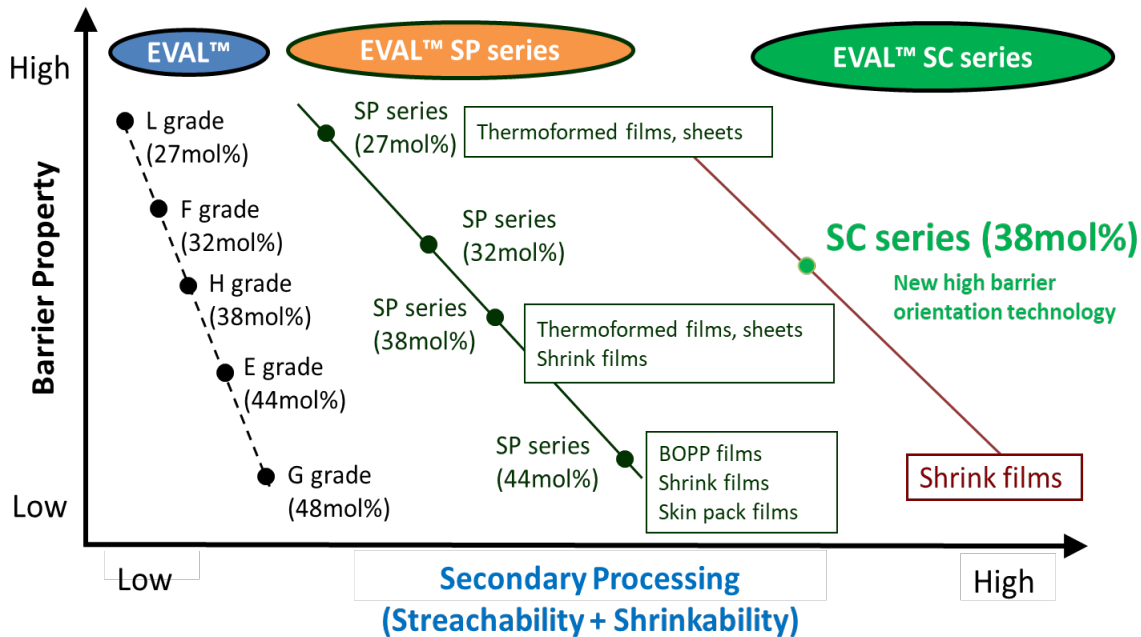 EVAL™
EVAL™ SP series
EVAL™ SC series
High
Barrier Property
Low
L grade
(27mol%)
F grade
(32mol%)
H grade
(38mol%)
E grade
(44mol%)
G grade
(48mol%)
SP series
(27mol%)
Thermoformed films, sheets
SP series
(32mol%)
SP series
(38mol%)
Thermoformed films, sheets
Shrink films
SP series
(44mol%)
BOPP films
Shrink films
Skin pack films
SC series (38mol%)
New high barrier
orientation technology
Shrink films
Low
Secondary Processing
(Streachability + Shrinkability)
High